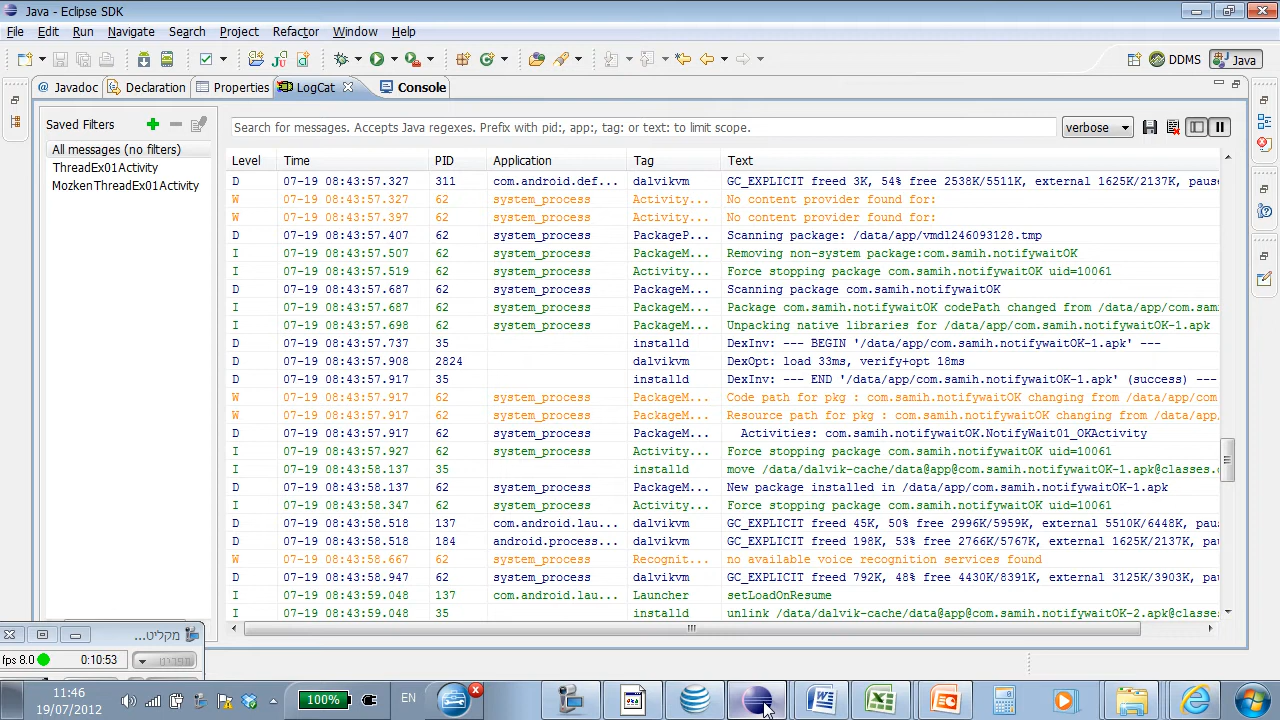 Java - Eclipse SDK
File Edit Run Navigate Search Project Refactor Window Help
DDMS Java
@ Javadoc Declaration Properties LogCat Console
Saved Filters
All messages (no filters)
ThreadEx01Activity
MozkenThreadEx01Activity
Search for messages. Accepts Java regexes. Prefix with pid:, app:, tag: or text: to limit scope. verbose
Level Time PID Application Tag Text
D 07-19 08:43:57.327 311 com.android.def... dalvikvm GC_EXPLICIT freed 3K, 54% free 2538K/5511K, external 1625K/2137K, paus
W 07-19 08:43:57.327 62 system_process Activity... No content provider found for:
W 07-19 08:43:57.397 62 system_process Activity... No content provider found for:
D 07-19 08:43:57.407 62 system_process PackageP... Scanning package: /data/app/vmdl246093128.tmp
I 07-19 08:43:57.507 62 system_process PackageM... Removing non-system package:com.samih.notifywaitOK
I 07-19 08:43:57.519 62 system_process Activity... Force stopping package com.samih.notifywaitOK uid=10061
D 07-19 08:43:57.687 62 system_process PackageM... Scanning package com.samih.notifywaitOK
I 07-19 08:43:57.687 62 system_process PackageM... Package com.samih.notifywaitOK codePath changed from /data/app/com.sam
I 07-19 08:43:57.698 62 system_process PackageM... Unpacking native libraries for /data/app/com.samih.notifywaitOK-1.apk
D 07-19 08:43:57.737 35 installd DexInv: --- BEGIN '/data/app/com.samih.notifywaitOK-1.apk' ---
D 07-19 08:43:57.908 2824 dalvikvm DexOpt: load 33ms, verify+opt 18ms
D 07-19 08:43:57.917 35 installd DexInv: --- END '/data/app/com.samih.notifywaitOK-1.apk' (success) ---
W 07-19 08:43:57.917 62 system_process PackageM... Code path for pkg : com.samih.notifywaitOK changing from /data/app/com
W 07-19 08:43:57.917 62 system_process PackageM... Resource path for pkg : com.samih.notifywaitOK changing from /data/app
D 07-19 08:43:57.917 62 system_process PackageM... Activities: com.samih.notifywaitOK.NotifyWait01_OKActivity
I 07-19 08:43:57.927 62 system_process Activity... Force stopping package com.samih.notifywaitOK uid=10061
I 07-19 08:43:58.137 35 installd move /data/dalvik-cache/data@app@com.samih.notifywaitOK-1.apk@classes.
D 07-19 08:43:58.137 62 system_process PackageM... New package installed in /data/app/com.samih.notifywaitOK-1.apk
I 07-19 08:43:58.347 62 system_process Activity... Force stopping package com.samih.notifywaitOK uid=10061
D 07-19 08:43:58.518 137 com.android.lau... dalvikvm GC_EXPLICIT freed 45K, 50% free 2996K/5959K, external 5510K/6448K, pau
D 07-19 08:43:58.518 184 android.process... dalvikvm GC_EXPLICIT freed 198K, 53% free 2766K/5767K, external 1625K/2137K, pa
W 07-19 08:43:58.667 62 system_process Recognit... no available voice recognition services found
D 07-19 08:43:58.947 62 system_process dalvikvm GC_EXPLICIT freed 792K, 48% free 4430K/8391K, external 3125K/3903K, pa
I 07-19 08:43:59.048 137 com.android.lau... Launcher setLoadOnResume
I 07-19 08:43:59.048 35 installd unlink /data/dalvik-cache/data@app@com.samih.notifywaitOK-2.apk@classe
מקליט...
fps 8.0 0:10:53 תפריט
11:46
19/07/2012
100%
EN